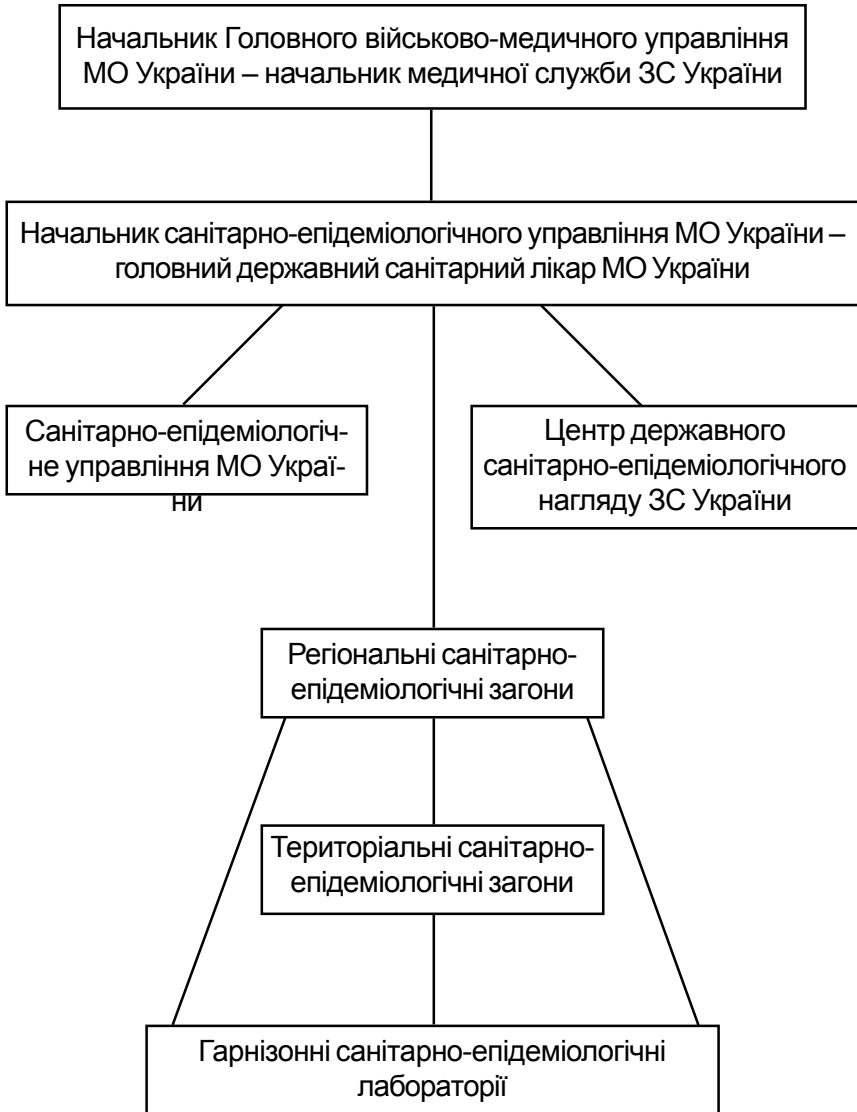 Начальник Головного військово-медичного управління
МО України – начальник медичної служби ЗС України
Начальник санітарно-епідеміологічного управління МО України –
головний державний санітарний лікар МО України
Санітарно-епідеміологіч-
не управління МО Украї-
ни
Центр державного
санітарно-епідеміологічного
нагляду ЗС України
Регіональні санітарно-
епідеміологічні загони
Територіальні санітарно-
епідеміологічні загони
Гарнізонні санітарно-епідеміологічні
лабораторії